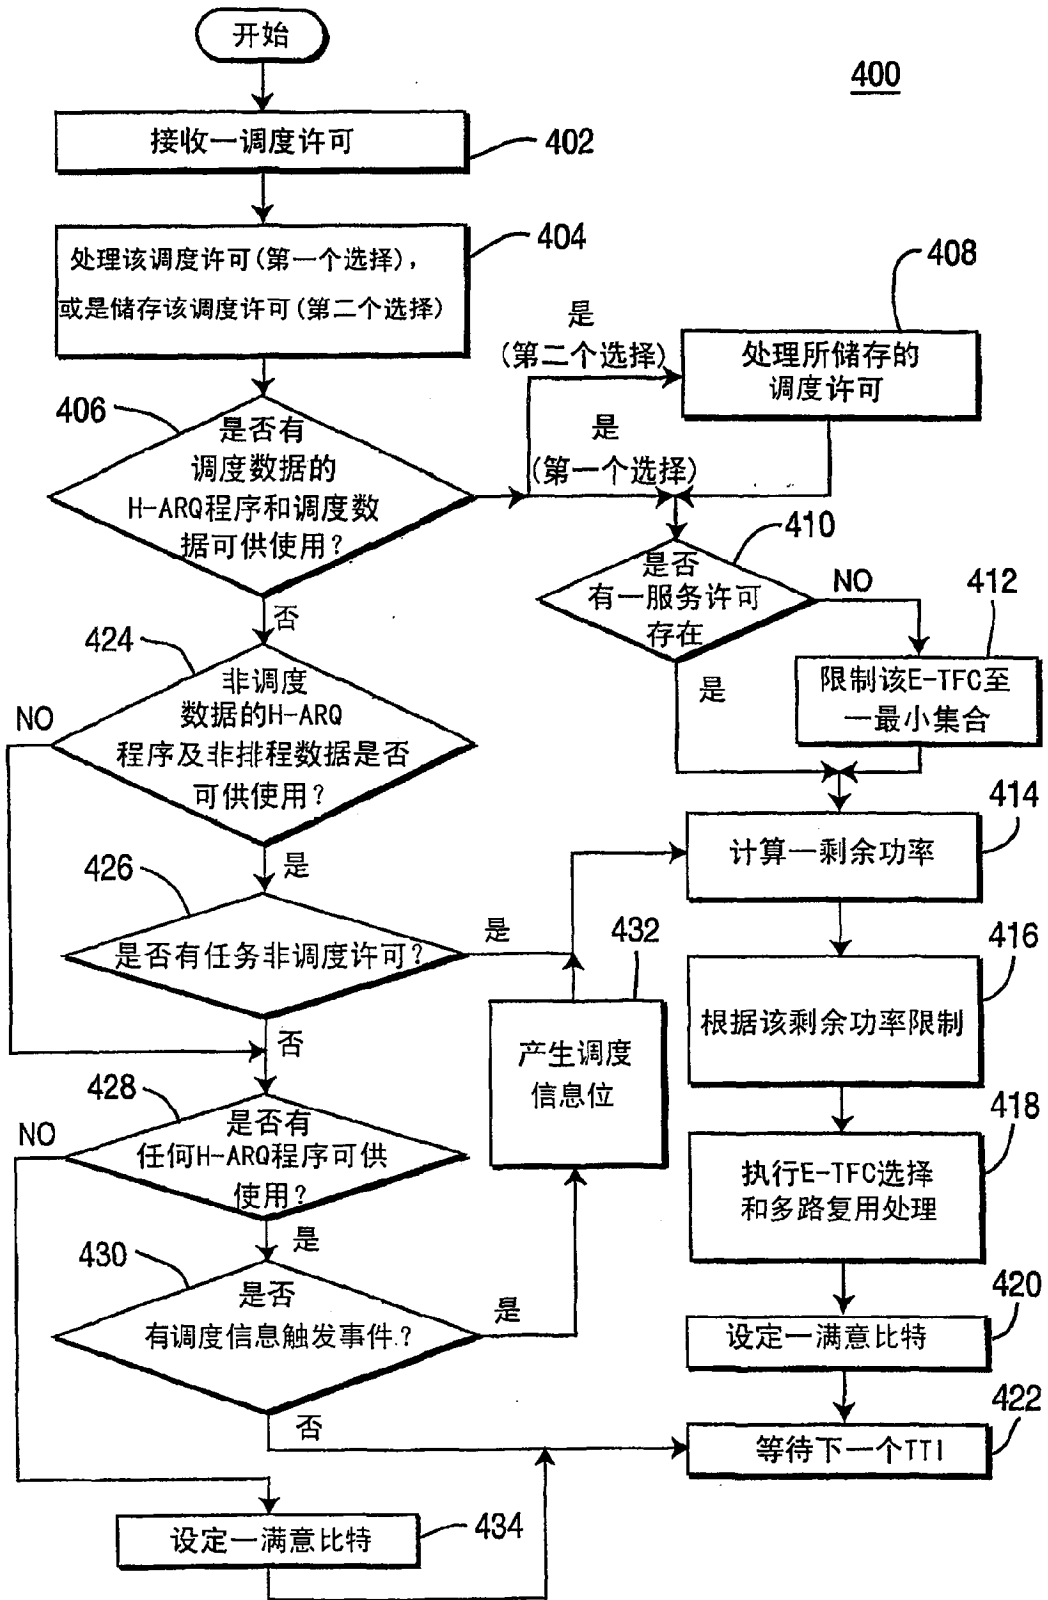 开始
400
接收一调度许可
402
处理该调度许可(第一个选择),
或是储存该调度许可(第二个选择)
404
408
是
(第二个选择)
处理所储存的
调度许可
406
是否有
调度数据的
H-ARQ程序和调度数
据可供使用?
是
(第一个选择)
410
是否
有一服务许可
存在
NO
412
限制该E-TFC至
一最小集合
否
是
424
非调度
数据的H-ARQ
程序及非排程数据是否
可供使用?
NO
414
计算一剩余功率
是
426
是否有任务非调度许可?
是
432
产生调度
信息位
416
根据该剩余功率限制
否
428
是否有
任何H-ARQ程序可供
使用?
NO
418
执行E-TFC选择
和多路复用处理
是
430
是否
有调度信息触发事件.?
是
420
设定一满意比特
422
等待下一个TTI
否
设定一满意比特
434